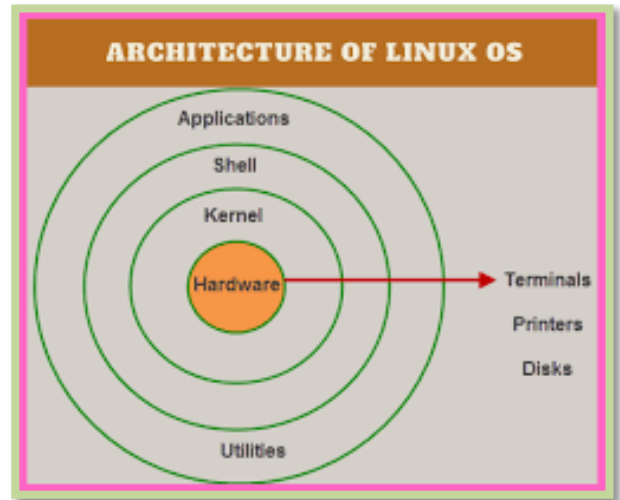 ARCHITECTURE OF LINUX OS
Applications
Shell
Kernel
Hardware
Terminals
Printers
Disks
Utilities